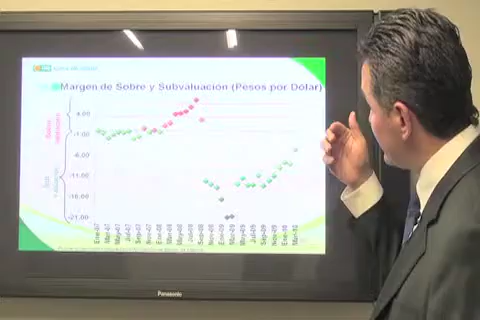 Margen de Sobre y Subvaluación (Pesos por Dólar)
4.00
-1.00
-6.00
-11.00
-16.00
-21.00
Ene-07
Mar-07
May-07
Jul-07
Sep-07
Nov-07
Ene-08
Mar-08
May-08
Jul-08
Sep-08
Nov-08
Ene-09
Mar-09
May-09
Jul-09
Sep-09
Nov-09
Ene-10
Mar-10
Panasonic